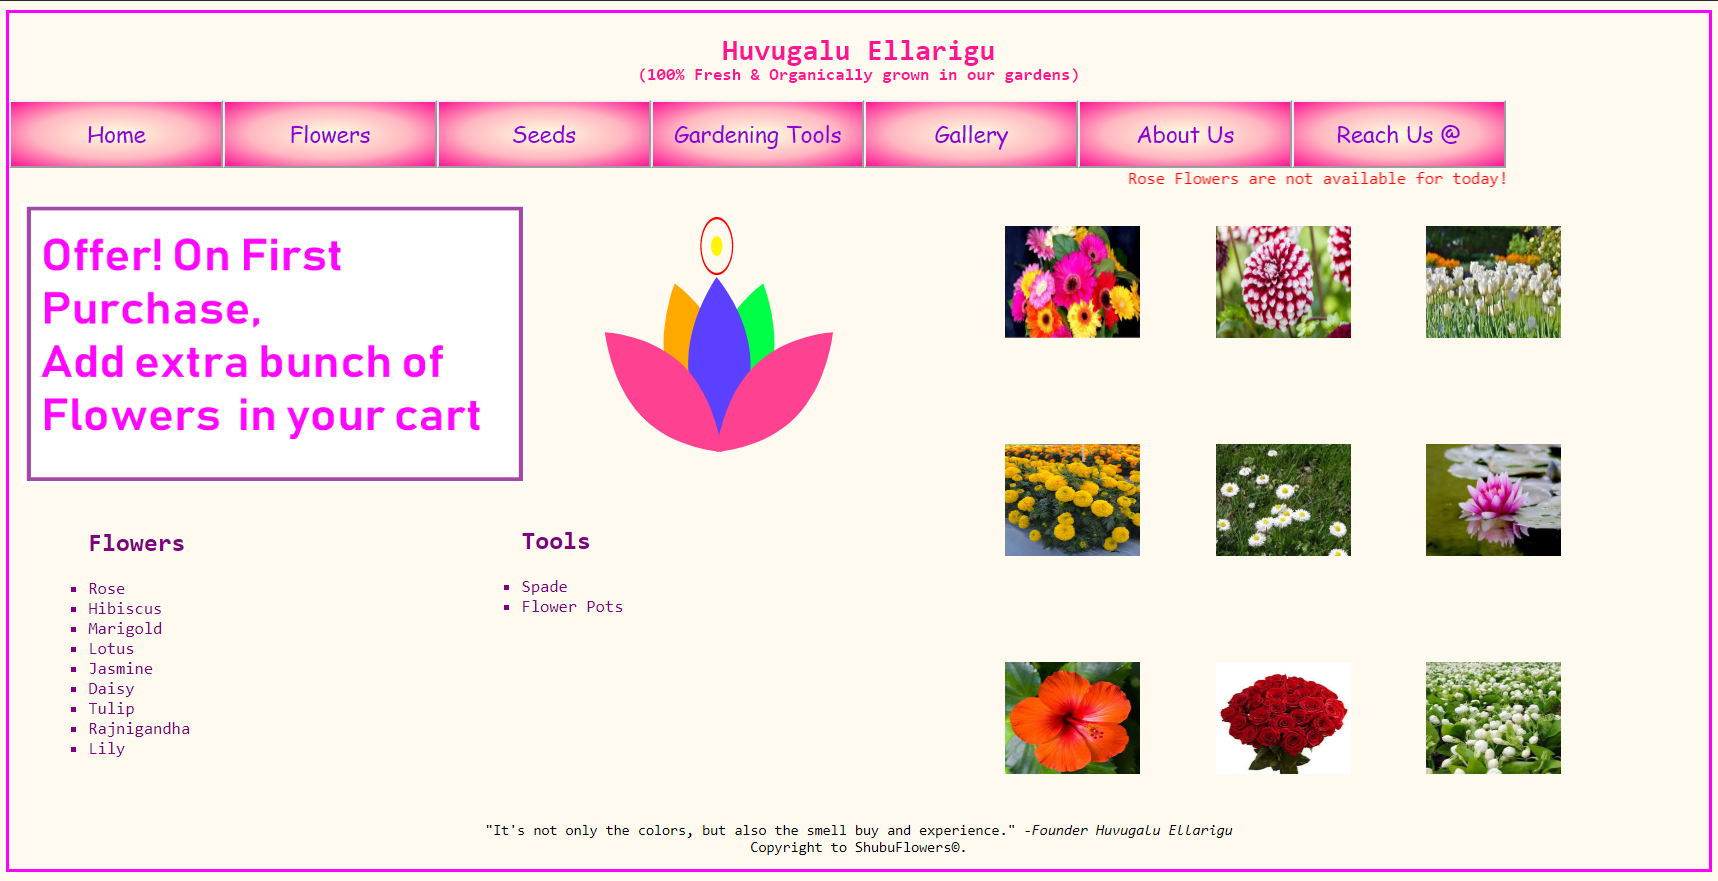 Huvugalu Ellarigu
(100% Fresh & Organically grown in our gardens)
Home Flowers Seeds Gardening Tools Gallery About Us Reach Us @
Rose Flowers are not available for today!
Offer! On First
Purchase,
Add extra bunch of
Flowers in your cart
Flowers
Rose
Hibiscus
Marigold
Lotus
Jasmine
Daisy
Tulip
Rajnigandha
Lily
Tools
Spade
Flower Pots
"It's not only the colors, but also the smell buy and experience." -Founder Huvugalu Ellarigu
Copyright to ShubuFlowers©.